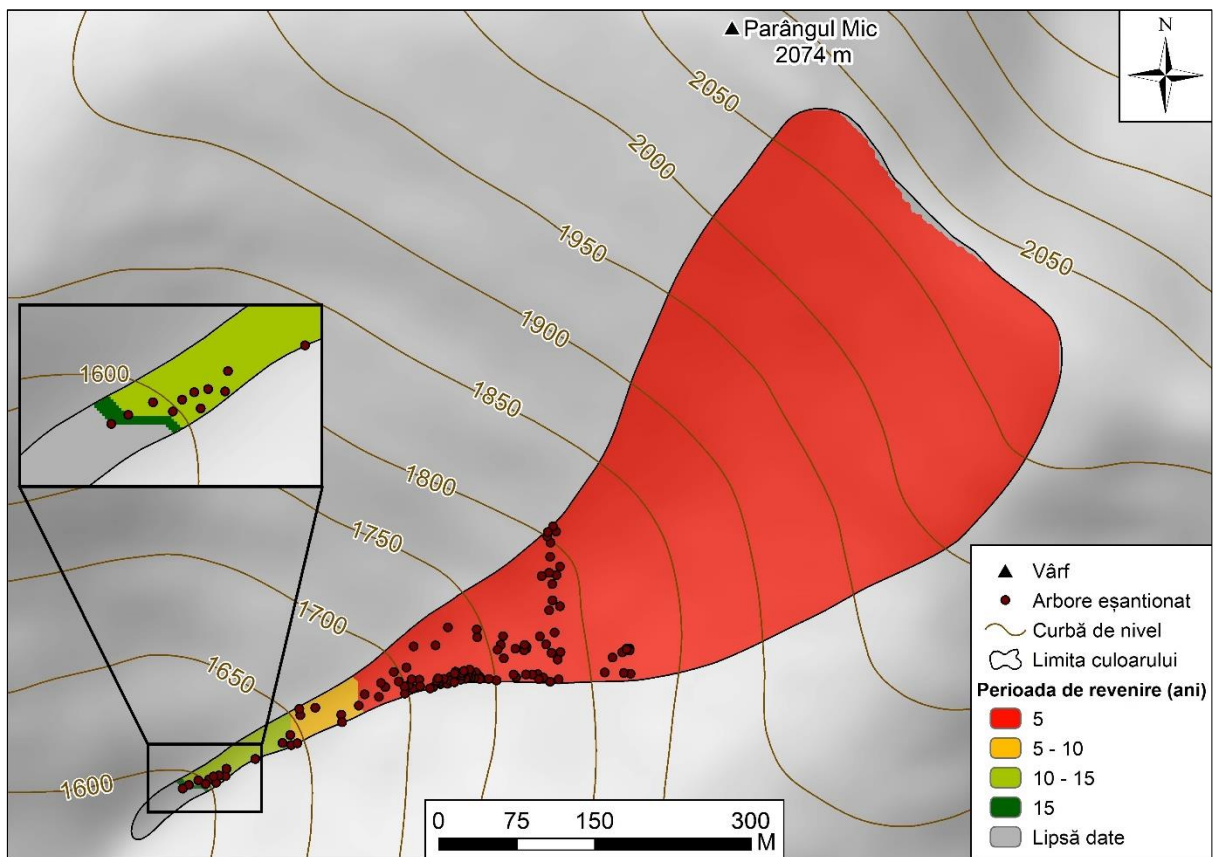 ▲ Parângul Mic
2074 m
N
2050
2000
1950
2050
1900
1850
1800
1750
1700
1650
1600
1600
Vârf
Arbore eșantionat
Curbă de nivel
Limita culoarului
Perioada de revenire (ani)
5
5 - 10
10 - 15
15
Lipsă date
0 75 150 300
M